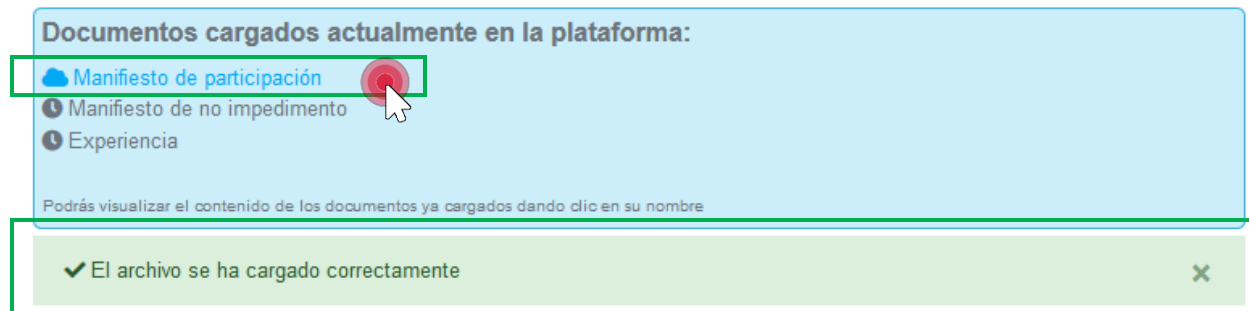 Documentos cargados actualmente en la plataforma:
Manifiesto de participación
Manifiesto de no impedimento
Experiencia
Podrás visualizar el contenido de los documentos ya cargados dando clic en su nombre
El archivo se ha cargado correctamente